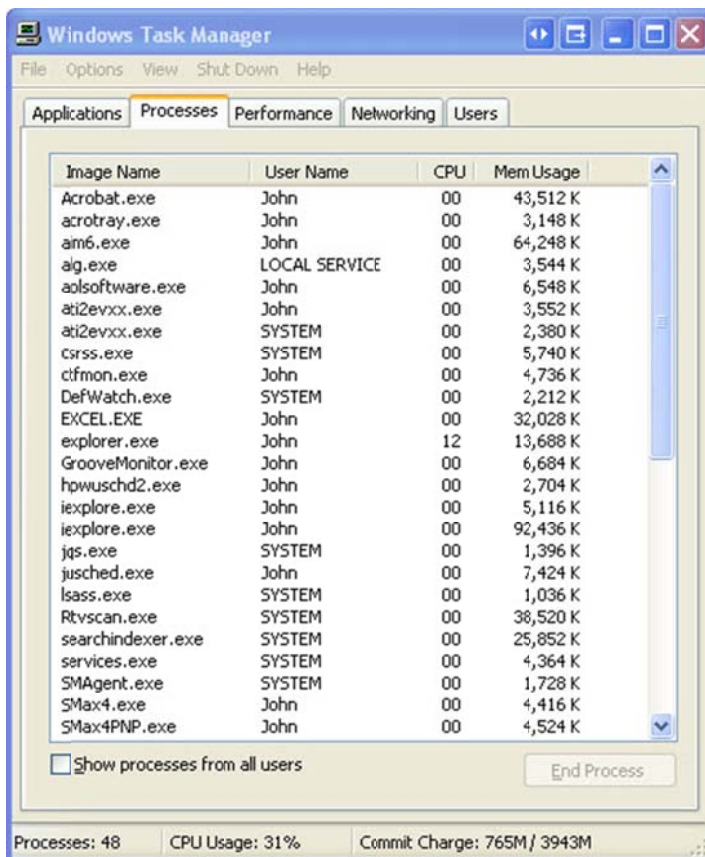 Windows Task Manager
File Options View Shut Down Help
Applications Processes Performance Networking Users
Image Name User Name CPU Mem Usage
Acrobat.exe John 00 43,512 K
acrotray.exe John 00 3,148 K
aim6.exe John 00 64,248 K
alg.exe LOCAL SERVICE 00 3,544 K
aolsoftware.exe John 00 6,548 K
ati2evxx.exe John 00 3,552 K
ati2evxx.exe SYSTEM 00 2,380 K
csrss.exe SYSTEM 00 5,740 K
ctfmon.exe John 00 4,736 K
DefWatch.exe SYSTEM 00 2,212 K
EXCEL.EXE John 00 32,028 K
explorer.exe John 12 13,688 K
GrooveMonitor.exe John 00 6,684 K
hpwuschd2.exe John 00 2,704 K
iexplore.exe John 00 5,116 K
iexplore.exe John 00 92,436 K
jqs.exe SYSTEM 00 1,396 K
jusched.exe John 00 7,424 K
lsass.exe SYSTEM 00 1,036 K
Rtvscan.exe SYSTEM 00 38,520 K
searchindexer.exe SYSTEM 00 25,852 K
services.exe SYSTEM 00 4,364 K
SMAgent.exe SYSTEM 00 1,728 K
SMax4.exe John 00 4,416 K
SMax4PNP.exe John 00 4,524 K
Show processes from all users
End Process
Processes: 48 CPU Usage: 31% Commit Charge: 765M / 3943M